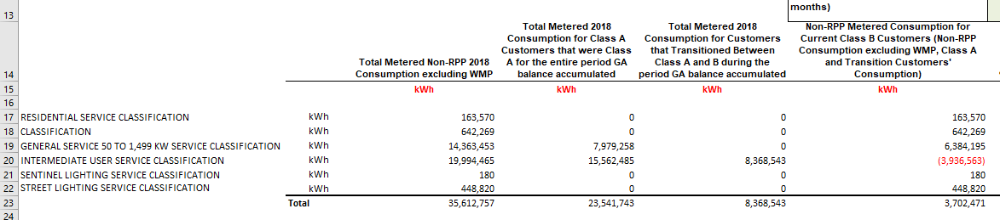 months)
13
Total Metered 2018 Total Metered 2018 Non-RPP Metered Consumption for
Consumption for Class A Consumption for Customers Current Class B Customers (Non-RPP
Customers that were Class that Transitioned Between Consumption excluding WMP, Class A
Total Metered Non-RPP 2018 A for the entire period GA Class A and B during the and Transition Customers'
14 Consumption excluding WMP balance accumulated period GA balance accumulated Consumption)
15 kWh kWh kWh kWh
16
17 RESIDENTIAL SERVICE CLASSIFICATION kWh 163,570 0 0 163,570
18 CLASSIFICATION kWh 642,269 0 0 642,269
19 GENERAL SERVICE 50 TO 1,499 KW SERVICE CLASSIFICATION kWh 14,363,453 7,979,258 0 6,384,195
20 INTERMEDIATE USER SERVICE CLASSIFICATION kWh 19,994,465 15,562,485 8,368,543 (3,936,563)
21 SENTINEL LIGHTING SERVICE CLASSIFICATION kWh 180 0 0 180
22 STREET LIGHTING SERVICE CLASSIFICATION kWh 448,820 0 0 448,820
23 Total 35,612,757 23,541,743 8,368,543 3,702,471
24